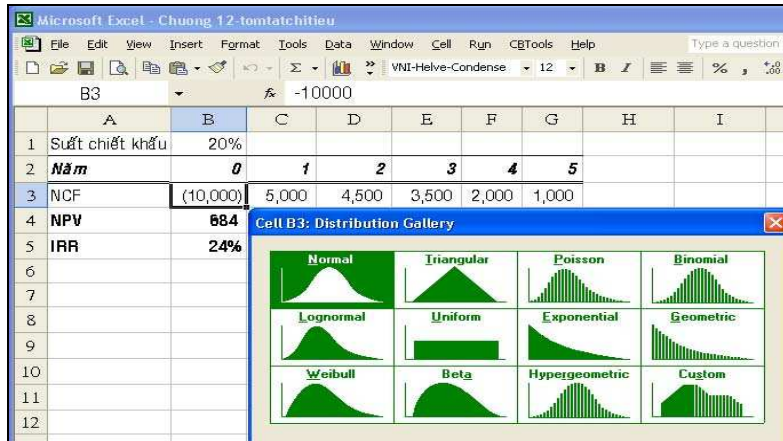 Microsoft Excel - Chuong 12-tomtatchitieu
File Edit View Insert Format Tools Data Window Cell Run CBTools Help Type a question
VNI-Helve-Condense 12 B I % ,
B3 fx -10000
A B C D E F G H I
1 Suất chiết khấu 20%
2 Năm 0 1 2 3 4 5
3 NCF (10,000) 5,000 4,500 3,500 2,000 1,000
4 NPV 684
5 IRR 24%
6
7
8
9
10
11
12
Cell B3: Distribution Gallery
Normal Triangular Poisson Binomial
Lognormal Uniform Exponential Geometric
Weibull Beta Hypergeometric Custom